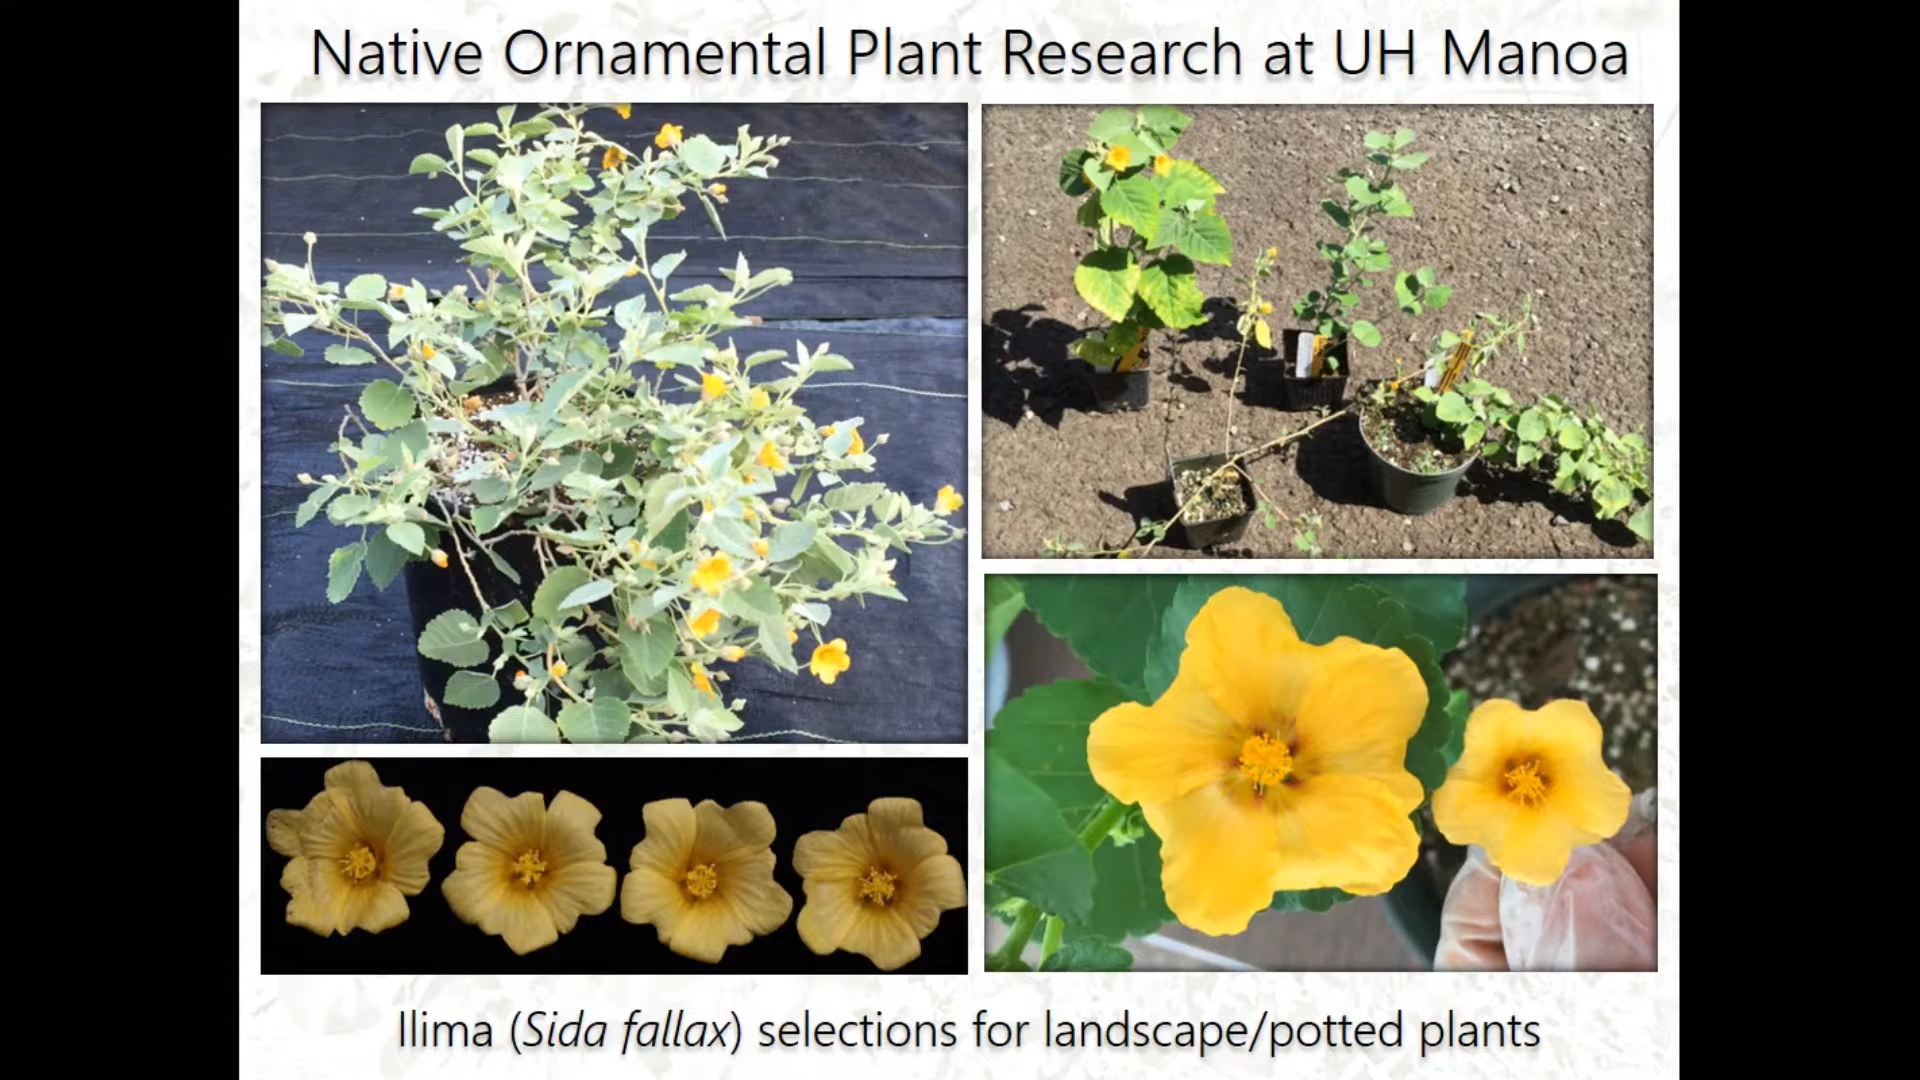 Native Ornamental Plant Research at UH Manoa
Ilima (Sida fallax) selections for landscape/potted plants